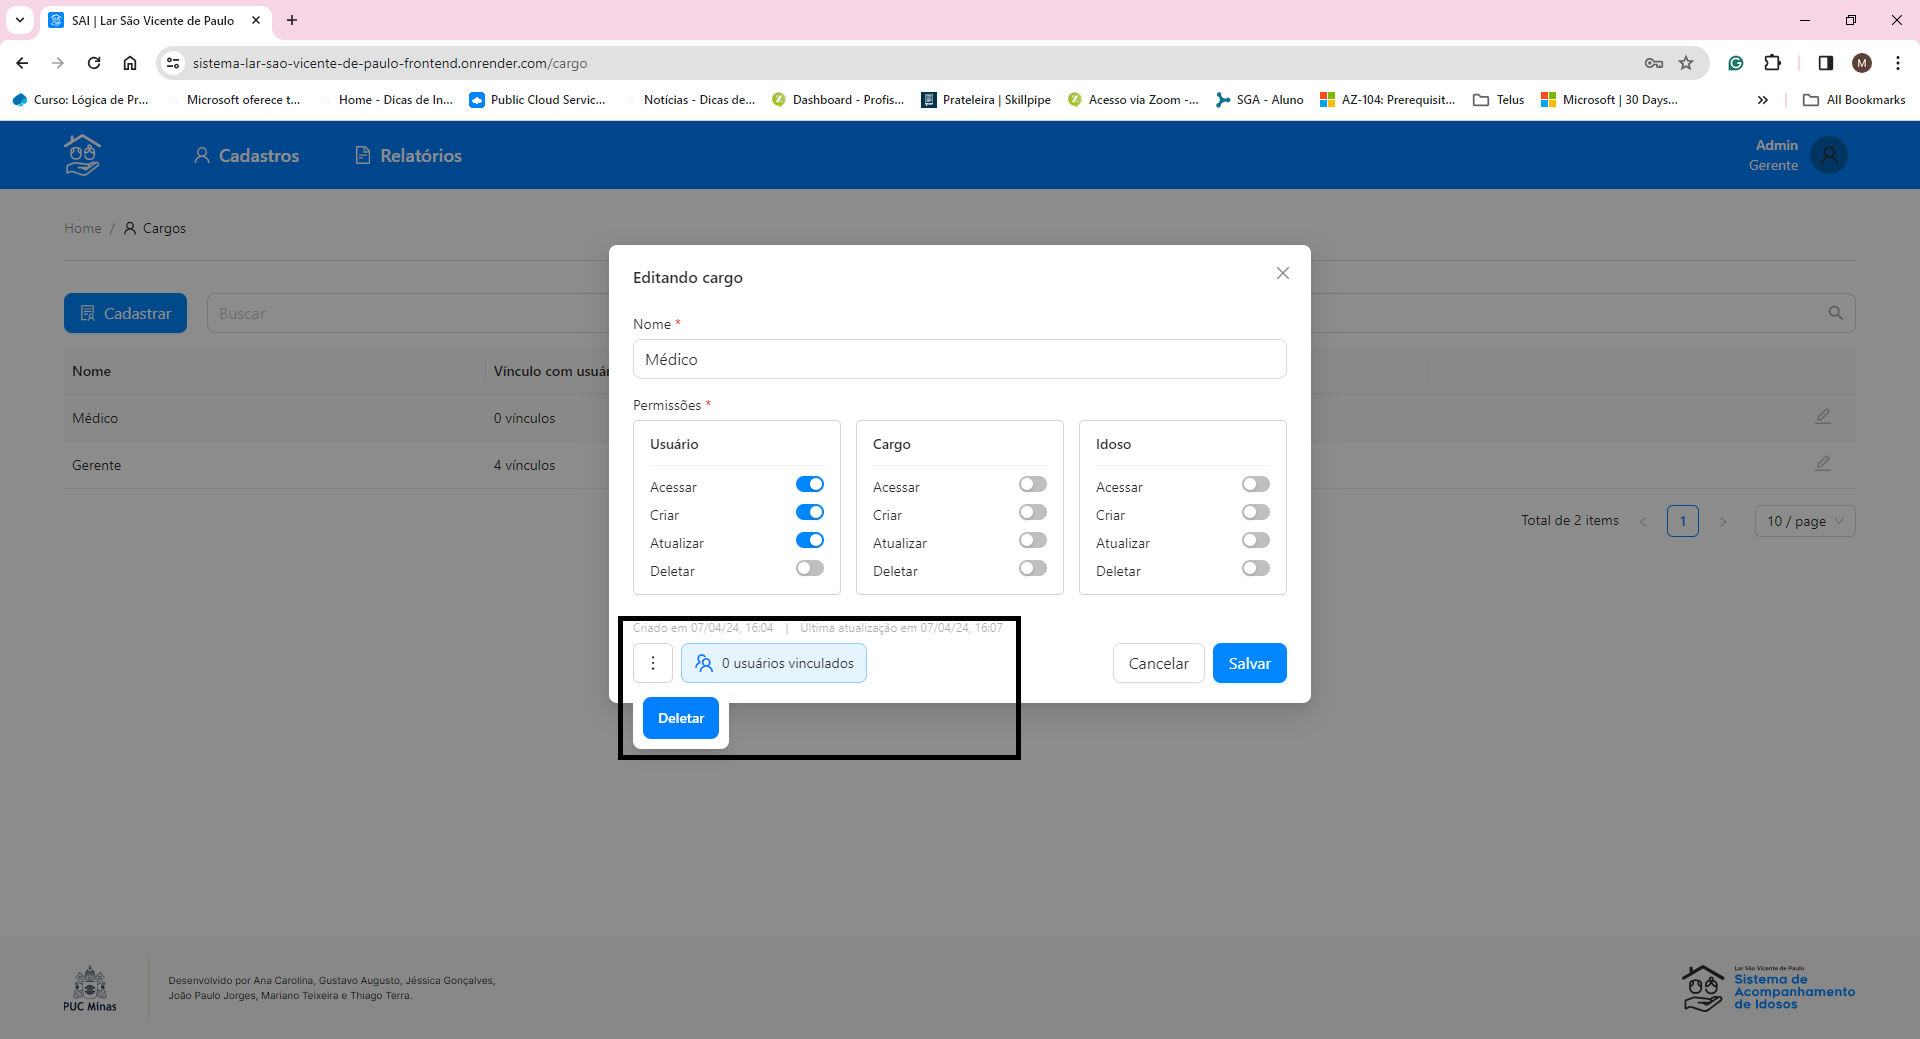 SAI | Lar São Vicente de Paulo
sistema-lar-sao-vicente-de-paulo-frontend.onrender.com/cargo
M
Curso: Lógica de Pr...
Microsoft oferece t...
Home - Dicas de In...
Public Cloud Servic...
Notícias - Dicas de...
Dashboard - Profis...
Prateleira | Skillpipe
Acesso via Zoom -...
SGA - Aluno
AZ-104: Prerequisit...
Telus
Microsoft | 30 Days...
All Bookmarks
Cadastros
Relatórios
Admin
Gerente
Home / Cargos
Cadastrar
Buscar
Nome
Vínculo com usuár
Médico
0 vínculos
Gerente
4 vínculos
Total de 2 items
1
10 / page
Editando cargo
Nome *
Médico
Permissões *
Usuário
Acessar
Criar
Atualizar
Deletar
Cargo
Acessar
Criar
Atualizar
Deletar
Idoso
Acessar
Criar
Atualizar
Deletar
Criado em 07/04/24, 16:04 | Ultima atualização em 07/04/24, 16:07
0 usuários vinculados
Cancelar
Salvar
Deletar
PUC Minas
Desenvolvido por Ana Carolina, Gustavo Augusto, Jéssica Gonçalves,
João Paulo Jorges, Mariano Teixeira e Thiago Terra.
Lar São Vicente de Paulo
Sistema de
Acompanhamento
de Idosos